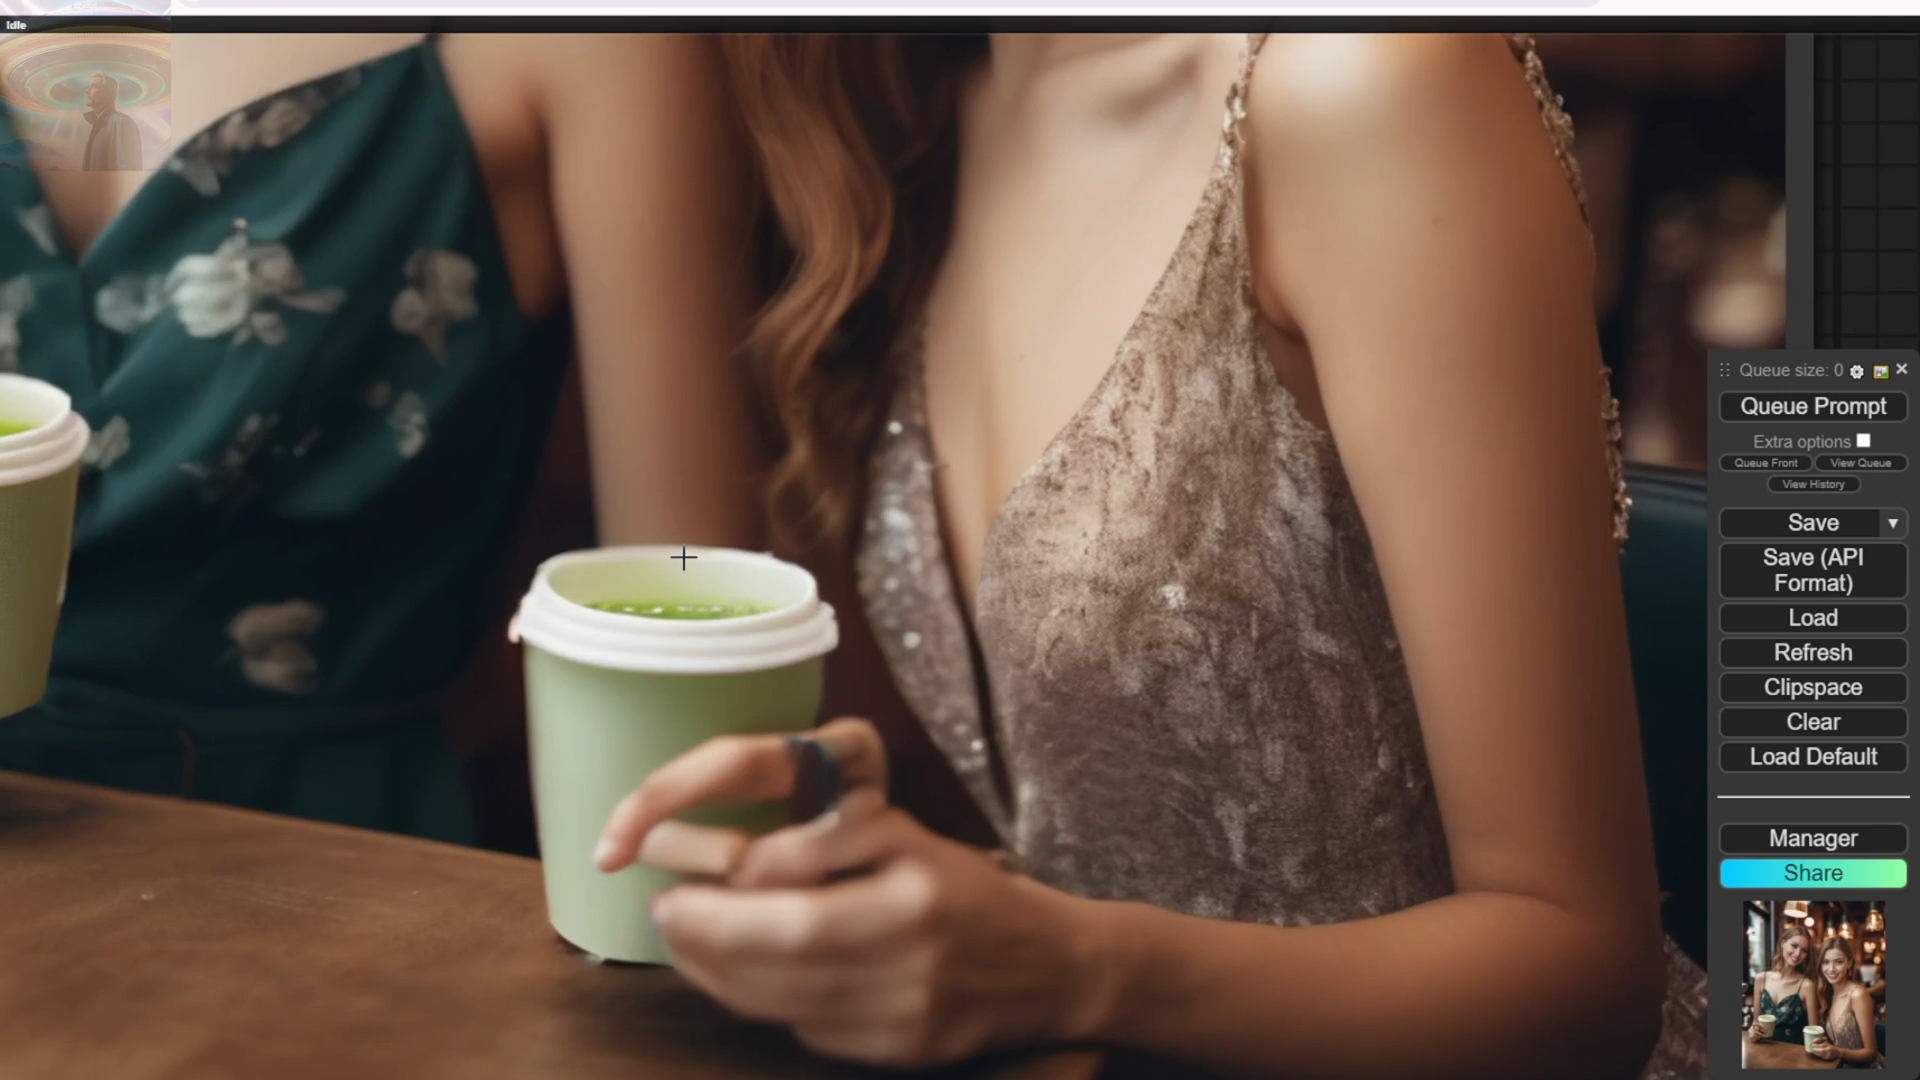 Idle
Queue size: 0
Queue Prompt
Extra options
Queue Front
View Queue
View History
Save ▼
Save (API
Format)
Load
Refresh
Clipspace
Clear
Load Default
Manager
Share